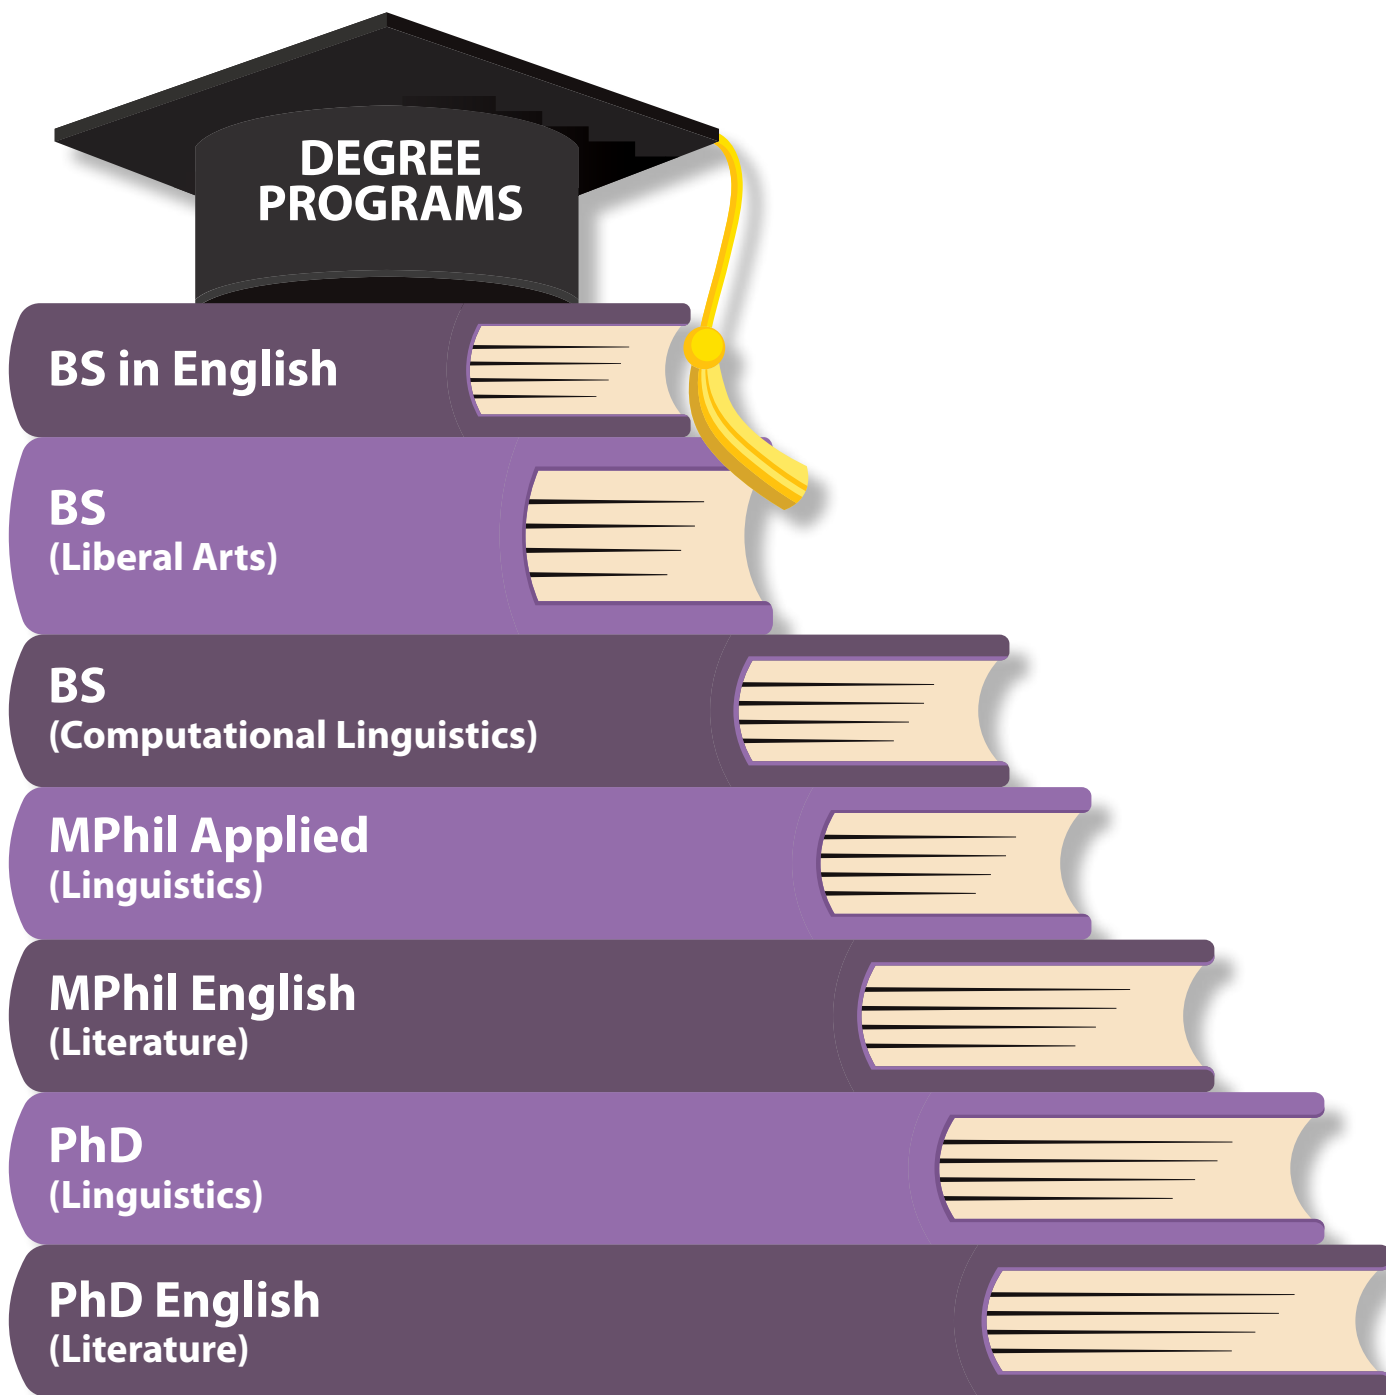 DEGREE
PROGRAMS
BS in English
BS
(Liberal Arts)
BS
(Computational Linguistics)
MPhil Applied
(Linguistics)
MPhil English
(Literature)
PhD
(Linguistics)
PhD English
(Literature)